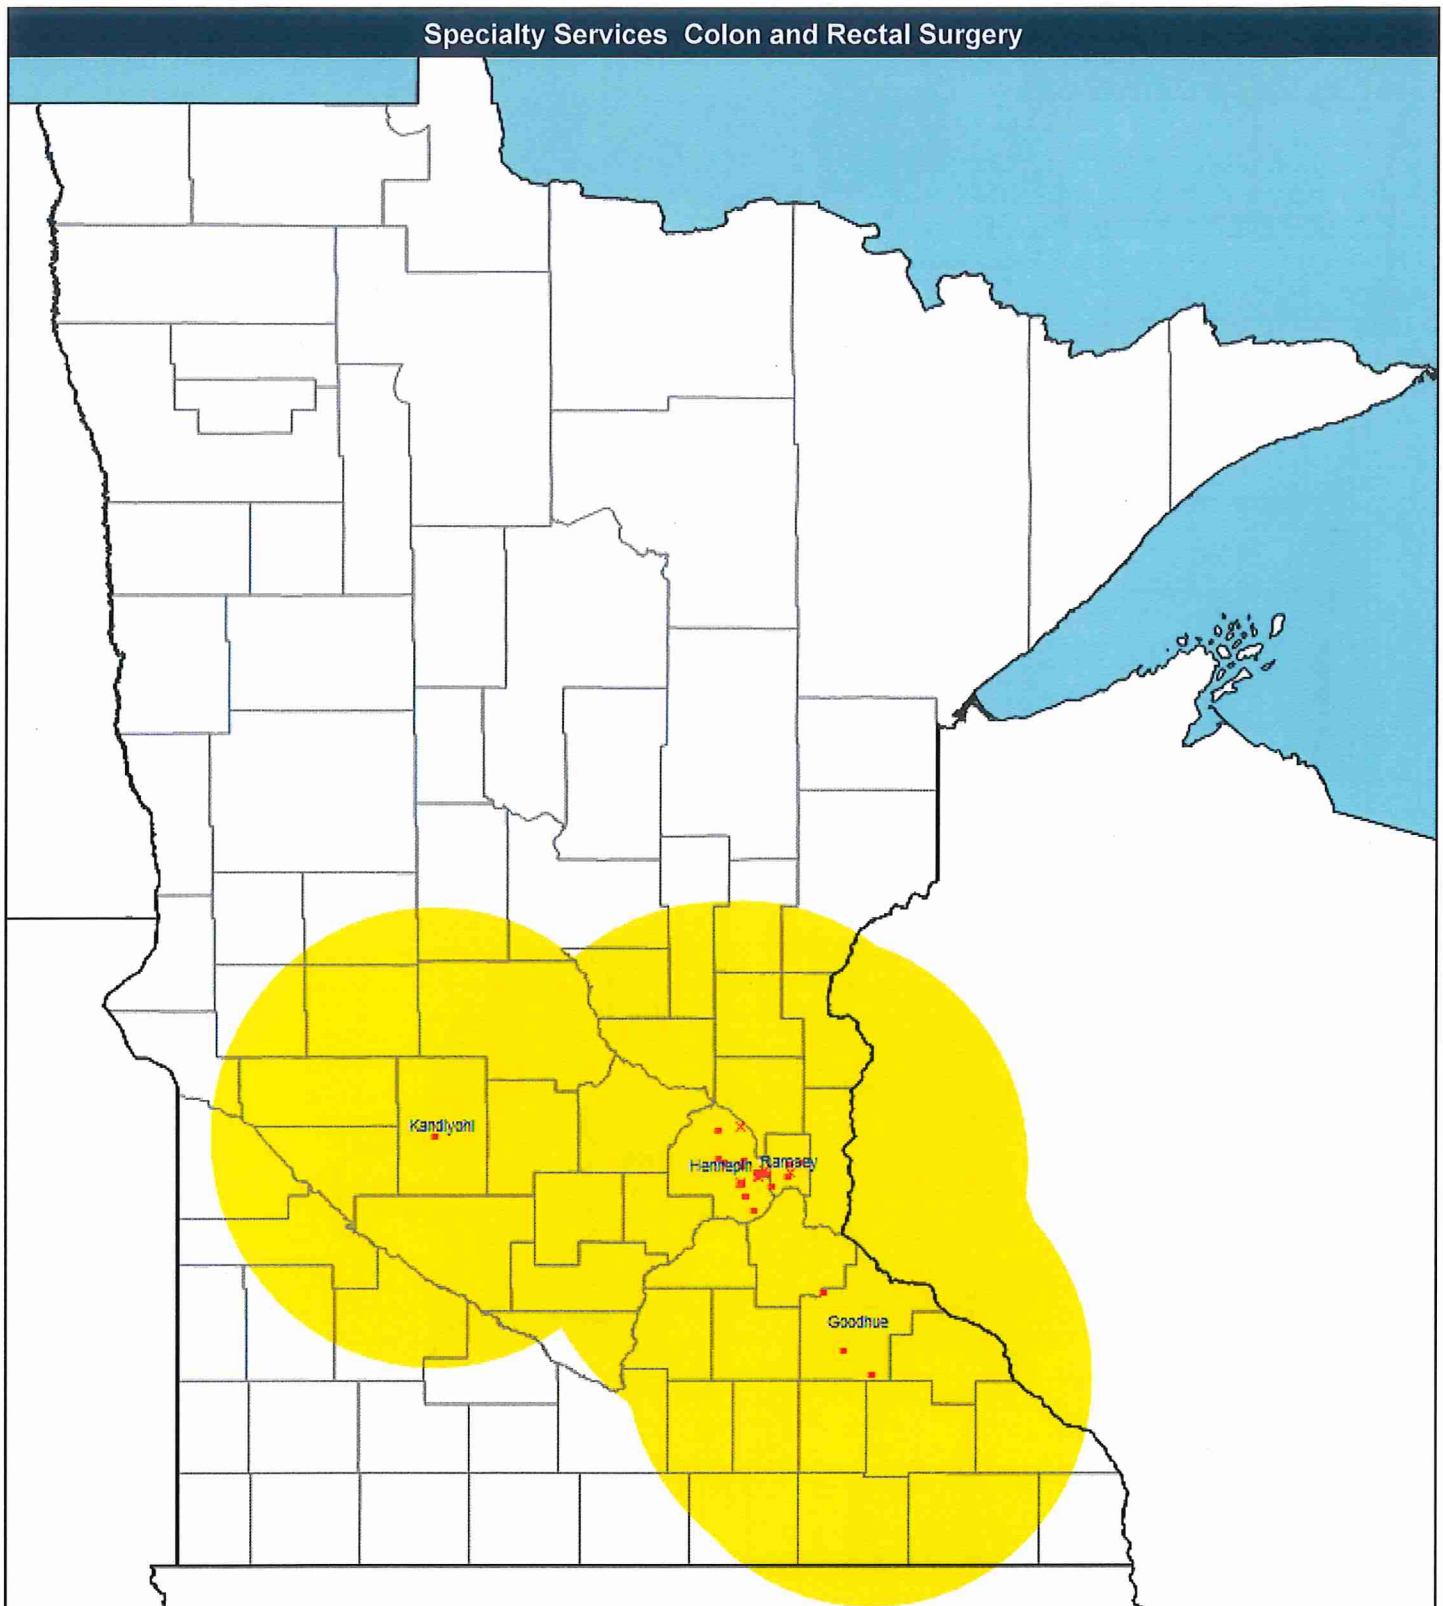 Specialty Services Colon and Rectal Surgery
Kandiyohi
Hennepin
Ramsey
Goodhue